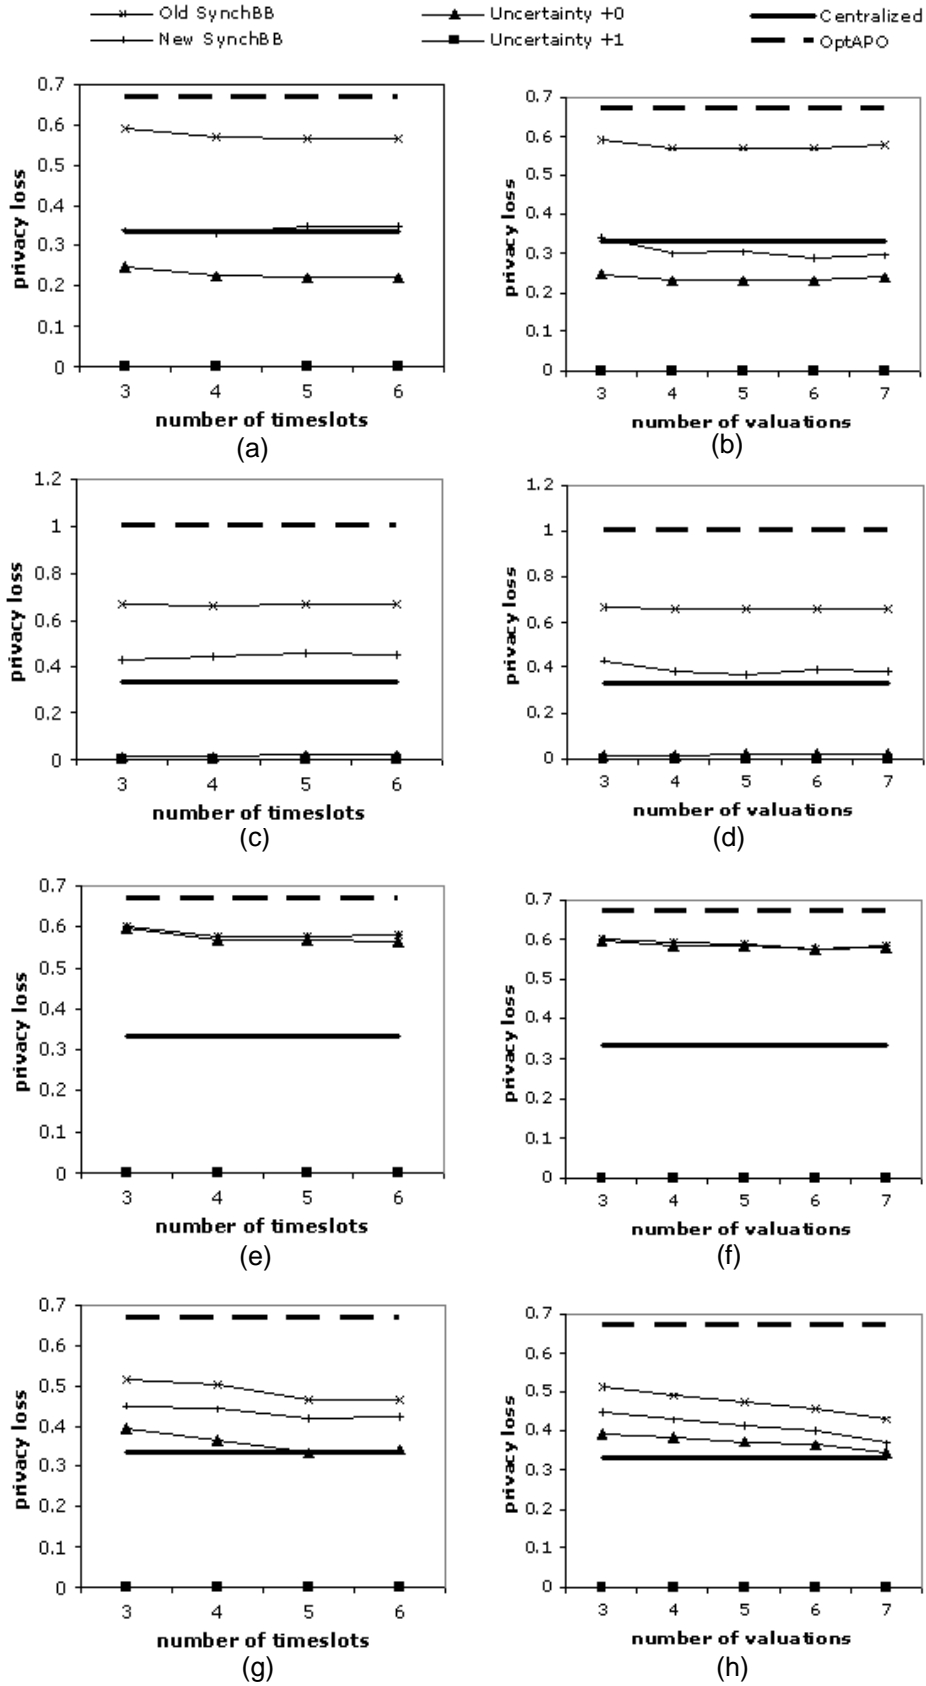 Old SynchBB
Uncertainty +0
Centralized
New SynchBB
Uncertainty +1
OptAPO
0.7
0.6
0.5
0.4
0.3
0.2
0.1
0
privacy loss
3 4 5 6
number of timeslots
(a)
0.7
0.6
0.5
0.4
0.3
0.2
0.1
0
privacy loss
3 4 5 6 7
number of valuations
(b)
1.2
1
0.8
0.6
0.4
0.2
0
privacy loss
3 4 5 6
number of timeslots
(c)
1.2
1
0.8
0.6
0.4
0.2
0
privacy loss
3 4 5 6 7
number of valuations
(d)
0.7
0.6
0.5
0.4
0.3
0.2
0.1
0
privacy loss
3 4 5 6
number of timeslots
(e)
0.7
0.6
0.5
0.4
0.3
0.2
0.1
0
privacy loss
3 4 5 6 7
number of valuations
(f)
0.7
0.6
0.5
0.4
0.3
0.2
0.1
0
privacy loss
3 4 5 6
number of timeslots
(g)
0.7
0.6
0.5
0.4
0.3
0.2
0.1
0
privacy loss
3 4 5 6 7
number of valuations
(h)